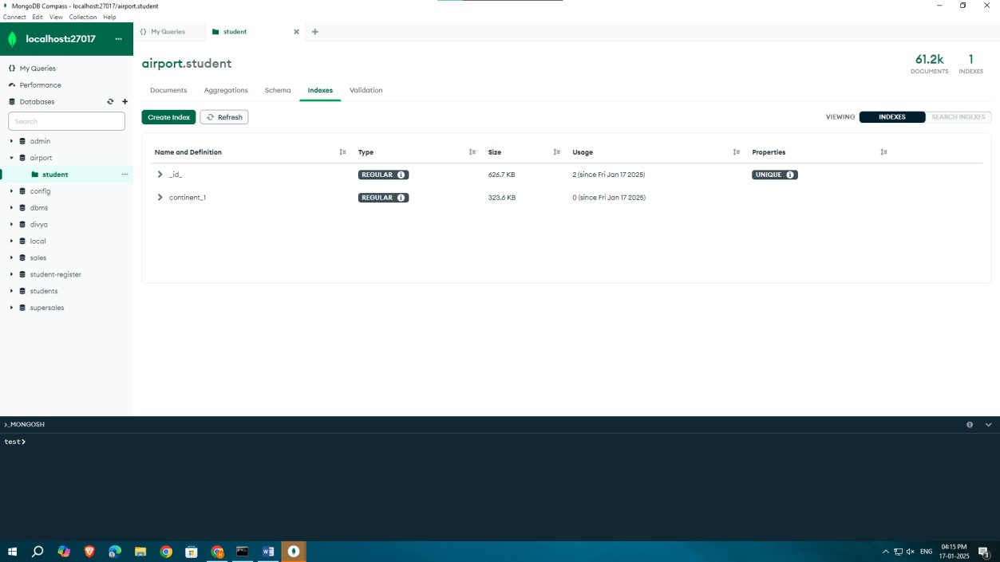 MongoDB Compass - localhost:27017/airport.student
Connect Edit View Collection Help
localhost:27017 ...
{} My Queries
student
airport.student
61.2k DOCUMENTS
1 INDEXES
My Queries
Performance
Databases
Search
admin
airport
student
config
dbms
divya
local
sales
student-register
students
supersales
Documents Aggregations Schema Indexes Validation
Create Index Refresh
VIEWING INDEXES SEARCH INDEXES
Name and Definition Type Size Usage Properties
_id_ REGULAR 626.7 KB 2 (since Fri Jan 17 2025) UNIQUE
continent_1 REGULAR 323.6 KB 0 (since Fri Jan 17 2025)
>_MONGOSH
test>
ENG
04:15 PM
17-01-2025
3